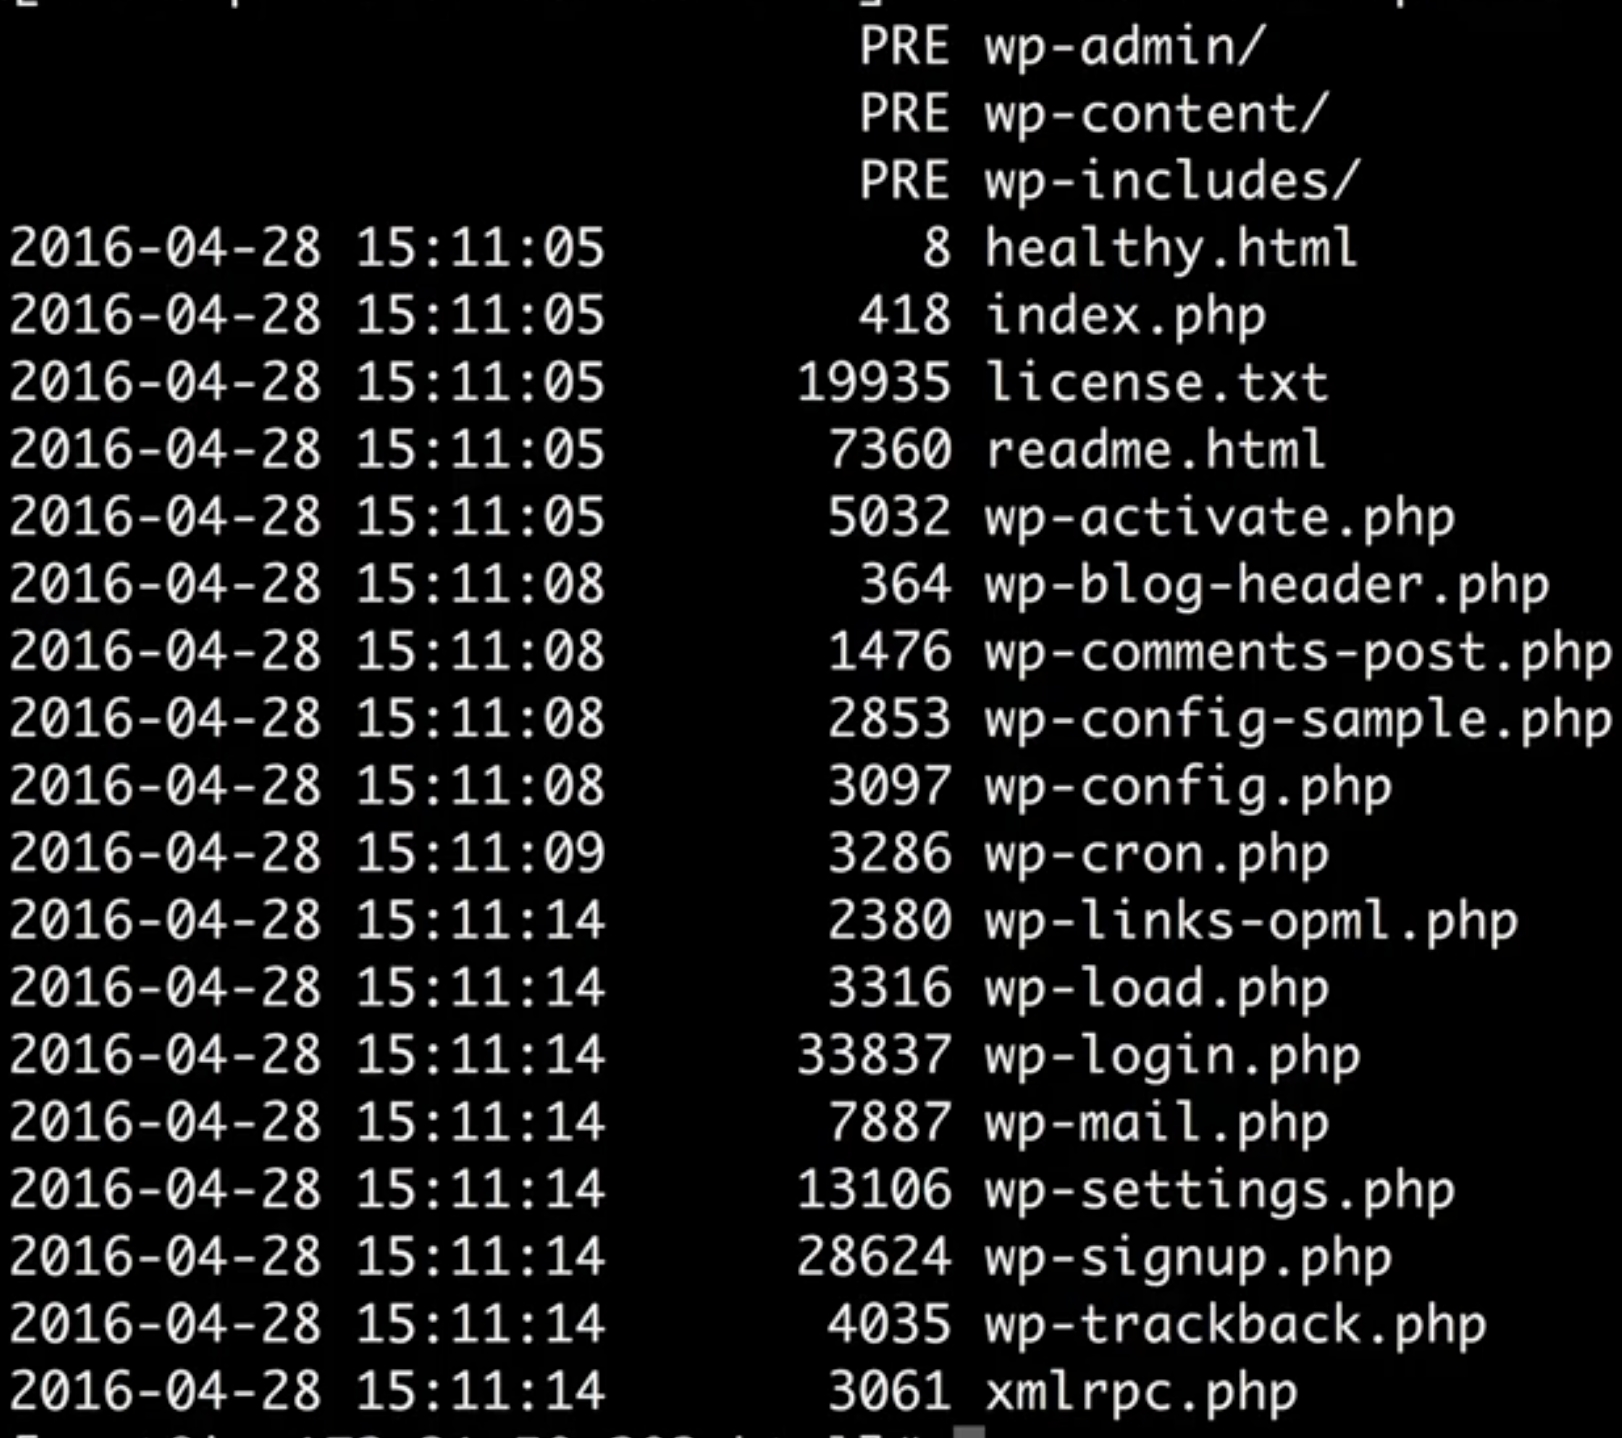 PRE wp-admin/
PRE wp-content/
PRE wp-includes/
2016-04-28 15:11:05 8 healthy.html
2016-04-28 15:11:05 418 index.php
2016-04-28 15:11:05 19935 license.txt
2016-04-28 15:11:05 7360 readme.html
2016-04-28 15:11:05 5032 wp-activate.php
2016-04-28 15:11:08 364 wp-blog-header.php
2016-04-28 15:11:08 1476 wp-comments-post.php
2016-04-28 15:11:08 2853 wp-config-sample.php
2016-04-28 15:11:08 3097 wp-config.php
2016-04-28 15:11:09 3286 wp-cron.php
2016-04-28 15:11:14 2380 wp-links-opml.php
2016-04-28 15:11:14 3316 wp-load.php
2016-04-28 15:11:14 33837 wp-login.php
2016-04-28 15:11:14 7887 wp-mail.php
2016-04-28 15:11:14 13106 wp-settings.php
2016-04-28 15:11:14 28624 wp-signup.php
2016-04-28 15:11:14 4035 wp-trackback.php
2016-04-28 15:11:14 3061 xmlrpc.php